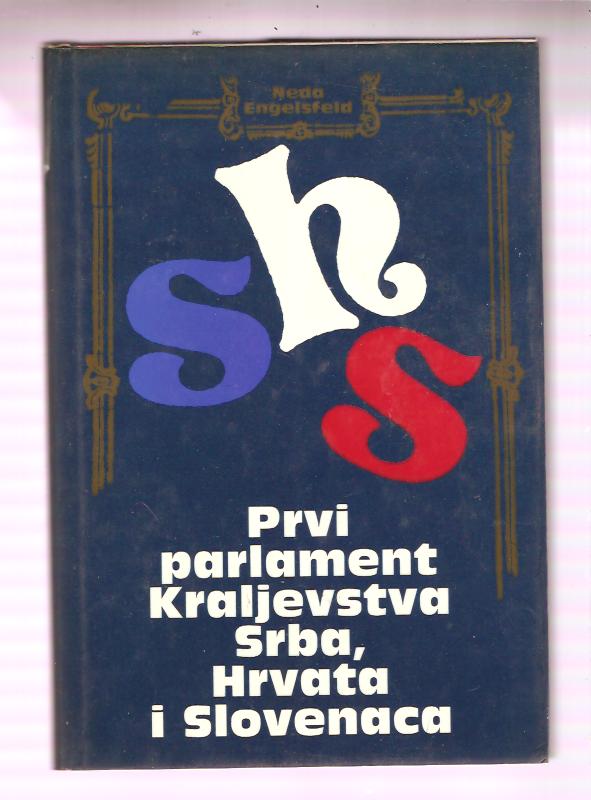 Neda
Engelsfeld
shs
Prvi
parlament
Kraljevstva
Srba,
Hrvata
i Slovenaca